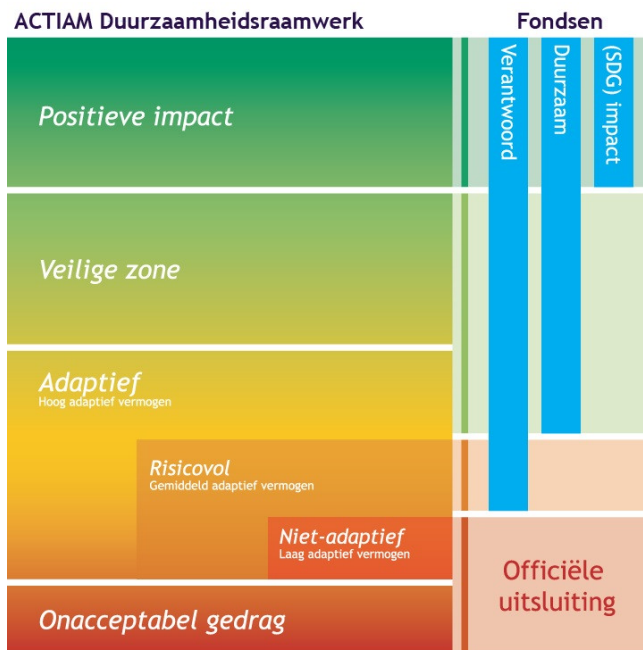 ACTIAM Duurzaamheidsraamwerk
Fondsen
Positieve impact
Veilige zone
Adaptief
Hoog adaptief vermogen
Risicovol
Gemiddeld adaptief vermogen
Niet-adaptief
Laag adaptief vermogen
Onacceptabel gedrag
Verantwoord
Duurzaam
(SDG) impact
Officiële
uitsluiting